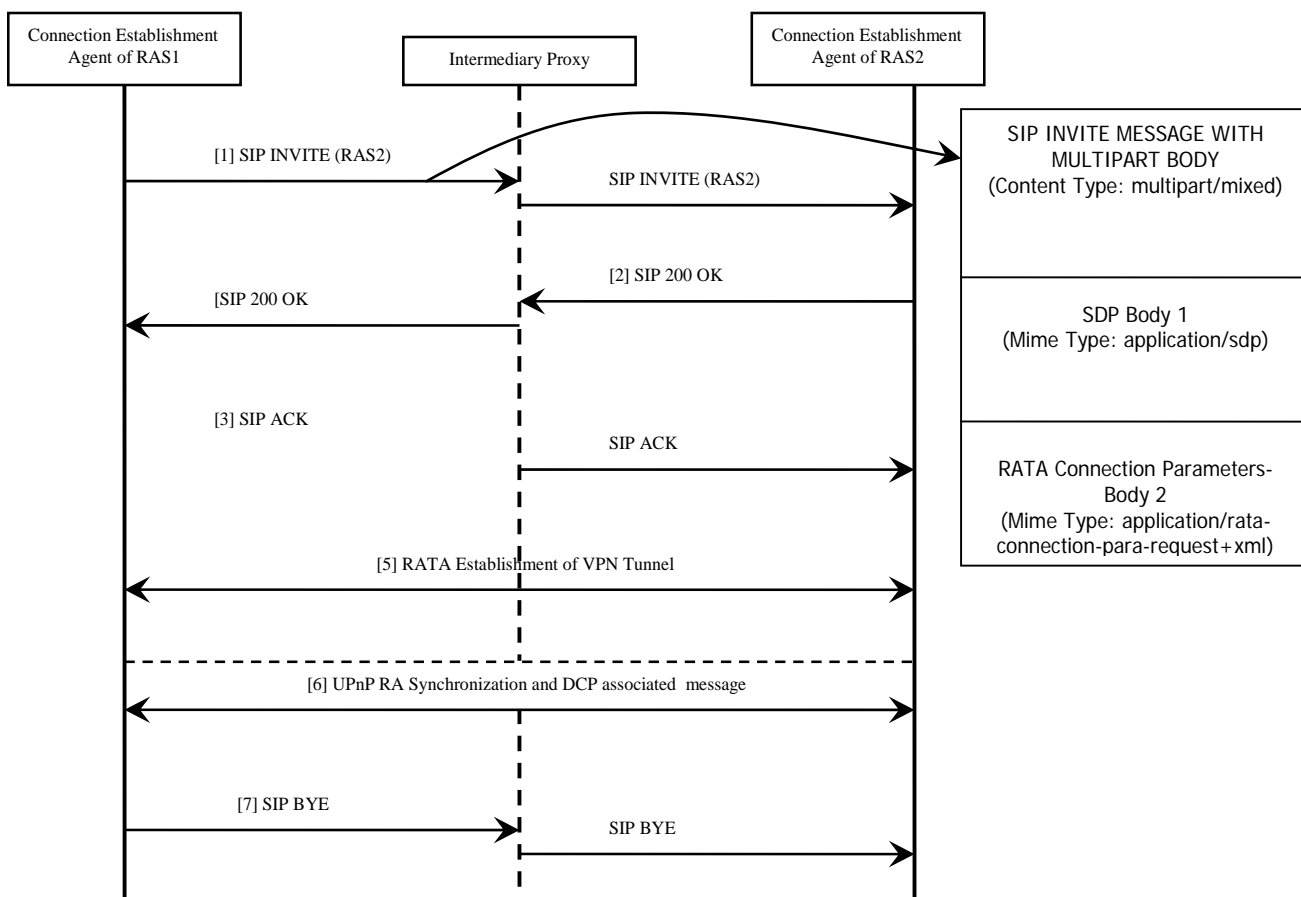 Connection Establishment
Agent of RAS1
Intermediary Proxy
Connection Establishment
Agent of RAS2
[1] SIP INVITE (RAS2)
SIP INVITE (RAS2)
[2] SIP 200 OK
[SIP 200 OK
[3] SIP ACK
SIP ACK
[5] RATA Establishment of VPN Tunnel
[6] UPnP RA Synchronization and DCP associated  message
[7] SIP BYE
SIP BYE
SIP INVITE MESSAGE WITH
MULTIPART BODY
(Content Type: multipart/mixed)
SDP Body 1
(Mime Type: application/sdp)
RATA Connection Parameters-
Body 2
(Mime Type: application/rata-
connection-para-request+xml)